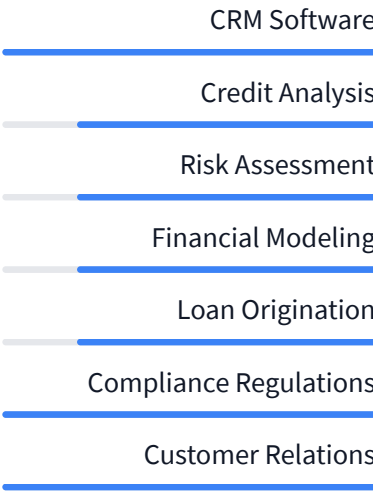 CRM Software
Credit Analysis
Risk Assessment
Financial Modeling
Loan Origination
Compliance Regulations
Customer Relations